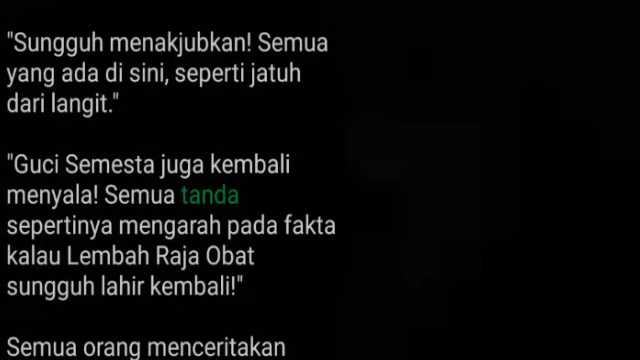 "Sungguh menakjubkan! Semua
yang ada di sini, seperti jatuh
dari langit."
"Guci Semesta juga kembali
menyala! Semua tanda
sepertinya mengarah pada fakta
kalau Lembah Raja Obat
sungguh lahir kembali!"
Semua orang menceritakan